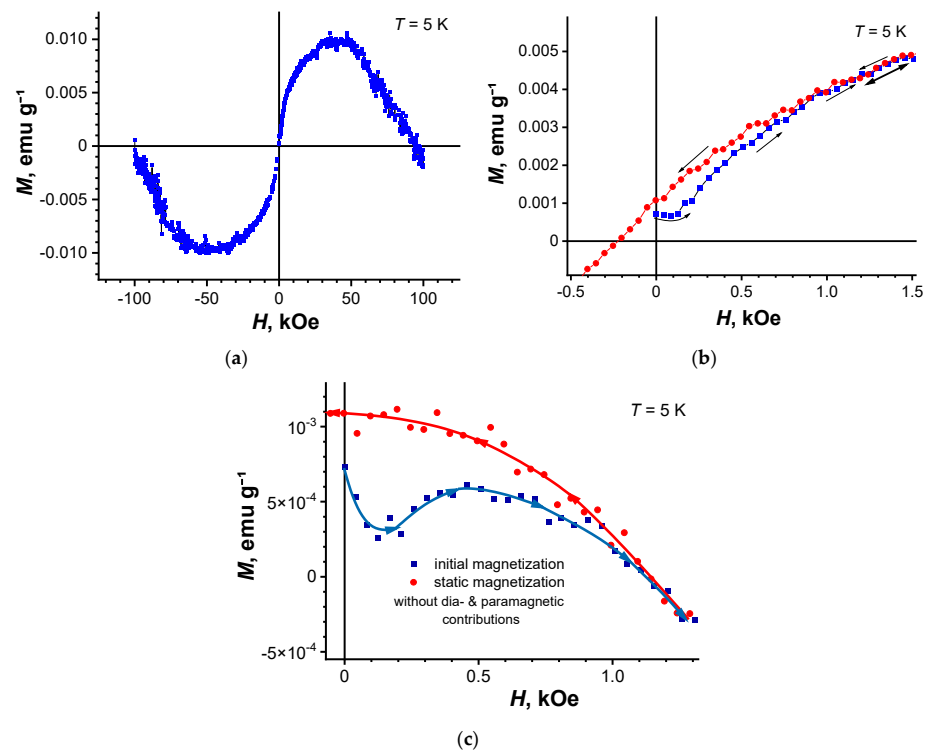 T = 5 K
0.010
0.005
0
-0.005
-0.010
M, emu g⁻¹
-100
-50
0
50
100
H, kOe
(a)
T = 5 K
0.005
0.004
0.003
0.002
0.001
0
M, emu g⁻¹
-0.5
0
0.5
1.0
1.5
H, kOe
(b)
T = 5 K
10⁻³
5×10⁻⁴
0
-5×10⁻⁴
M, emu g⁻¹
initial magnetization
static magnetization
without dia- & paramagnetic
contributions
0
0.5
1.0
H, kOe
(c)